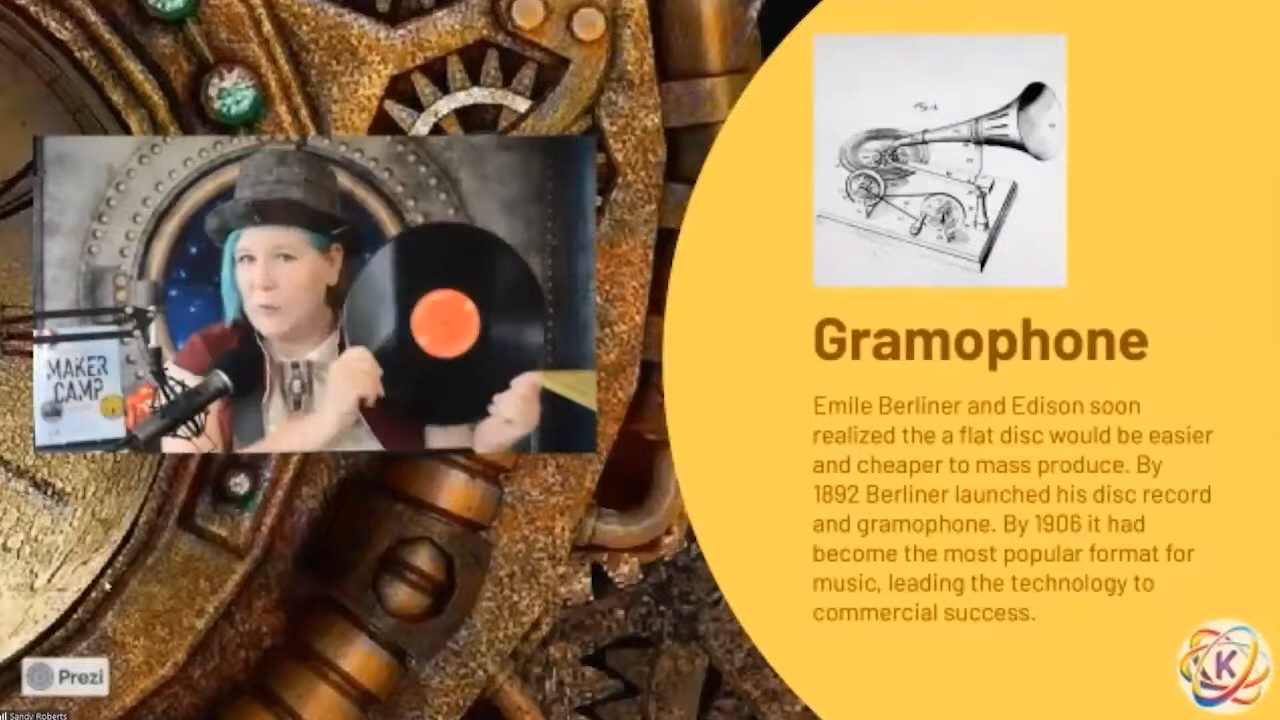 MAKER
CAMP
Gramophone
Emile Berliner and Edison soon
realized the a flat disc would be easier
and cheaper to mass produce. By
1892 Berliner launched his disc record
and gramophone. By 1906 it had
become the most popular format for
music, leading the technology to
commercial success.
K
Prezi
Sandy Roberts